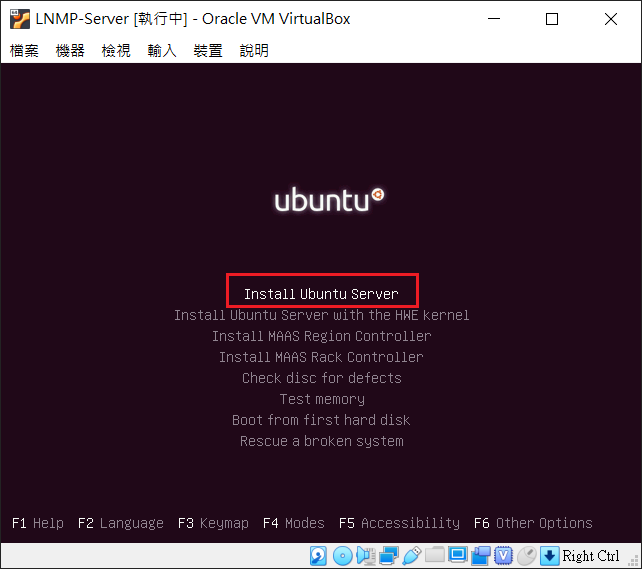 LNMP-Server [執行中] - Oracle VM VirtualBox
檔案 機器 檢視 輸入 裝置 說明
ubuntu
Install Ubuntu Server
Install Ubuntu Server with the HWE kernel
Install MAAS Region Controller
Install MAAS Rack Controller
Check disc for defects
Test memory
Boot from first hard disk
Rescue a broken system
F1 Help F2 Language F3 Keymap F4 Modes F5 Accessibility F6 Other Options
Right Ctrl